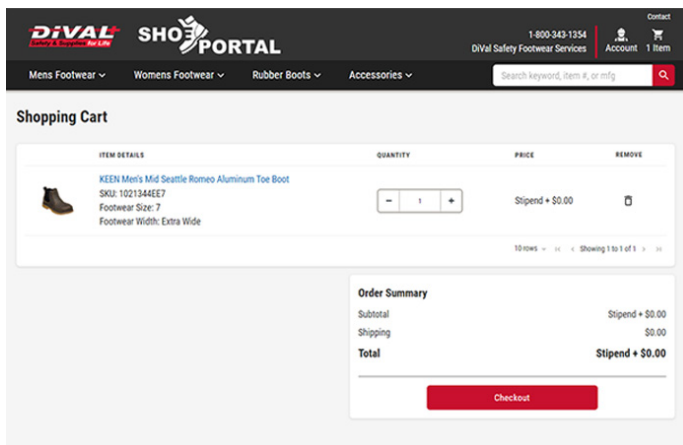 Contact
DiVAL
Safety & Supplies for Life
SHOEPORTAL
1-800-343-1354
DiVal Safety Footwear Services
Account
1 Item
Mens Footwear
Womens Footwear
Rubber Boots
Accessories
Search keyword, item #, or mfg
Shopping Cart
ITEM DETAILS
QUANTITY
PRICE
REMOVE
KEEN Men's Mid Seattle Romeo Aluminum Toe Boot
SKU: 1021344EE7
Footwear Size: 7
Footwear Width: Extra Wide
1
Stipend + $0.00
10 rows
Showing 1 to 1 of 1
Order Summary
Subtotal Stipend + $0.00
Shipping $0.00
Total Stipend + $0.00
Checkout